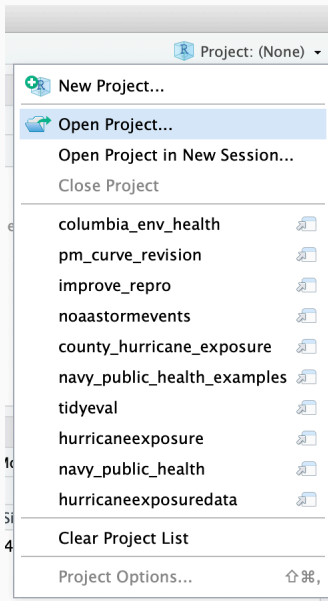 Project: (None)
New Project...
Open Project...
Open Project in New Session...
Close Project
columbia_env_health
pm_curve_revision
improve_repro
noaastormevents
county_hurricane_exposure
navy_public_health_examples
tidyeval
hurricaneexposure
navy_public_health
hurricaneexposuredata
Clear Project List
Project Options... ⇧⌘,